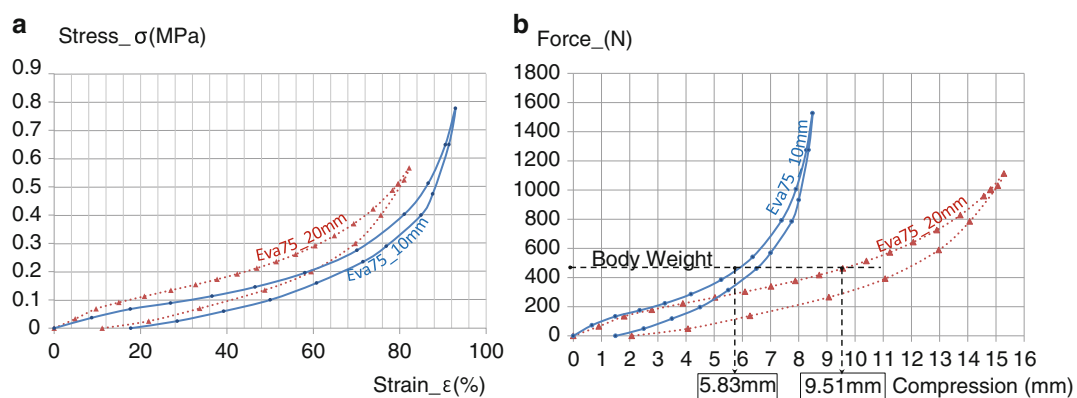 a
Stress_ σ(MPa)
0.9
0.8
0.7
0.6
0.5
0.4
0.3
0.2
0.1
0
Eva75_20mm
Eva75_10mm
0 20 40 60 80 100
Strain_ε(%)
b
Force_(N)
1800
1600
1400
1200
1000
800
600
400
200
0
Eva75_10mm
Eva75_20mm
Body Weight
0 1 2 3 4 5 6 7 8 9 10 11 12 13 14 15 16
5.83mm 9.51mm Compression (mm)